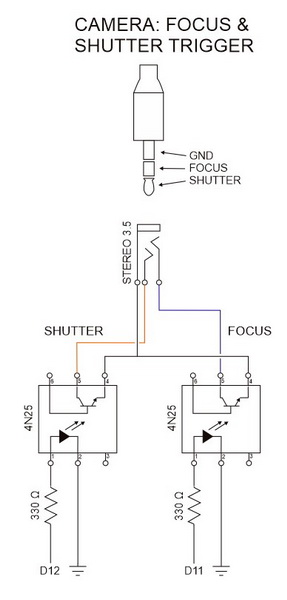 CAMERA: FOCUS &
SHUTTER TRIGGER
GND
FOCUS
SHUTTER
STEREO 3.5
SHUTTER
FOCUS
6 5 4
6 5 4
4N25
4N25
1 2 3
1 2 3
330 Ω
330 Ω
D12
D11